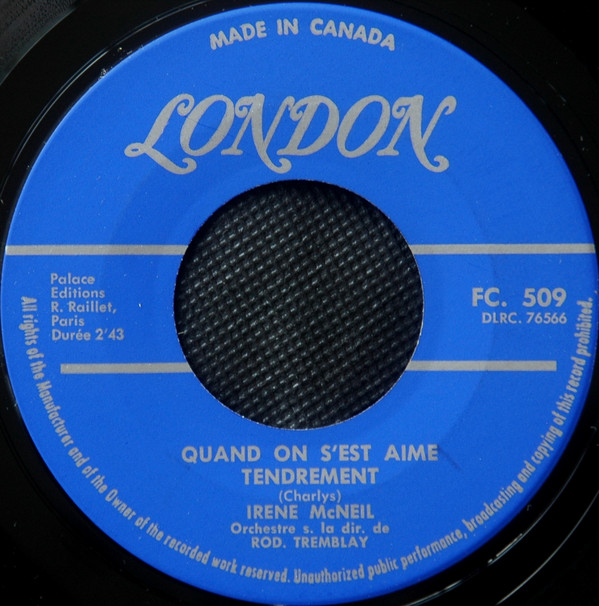 MADE IN CANADA
LONDON
Palace
Editions
R. Raillet,
Paris
Durée 2'43
FC. 509
DLRC. 76566
QUAND ON S'EST AIME
TENDREMENT
(Charlys)
IRENE McNEIL
Orchestre s. la dir. de
ROD. TREMBLAY
All rights of the Manufacturer and of the Owner of the recorded work reserved. Unauthorized public performance, broadcasting and copying of this record prohibited.